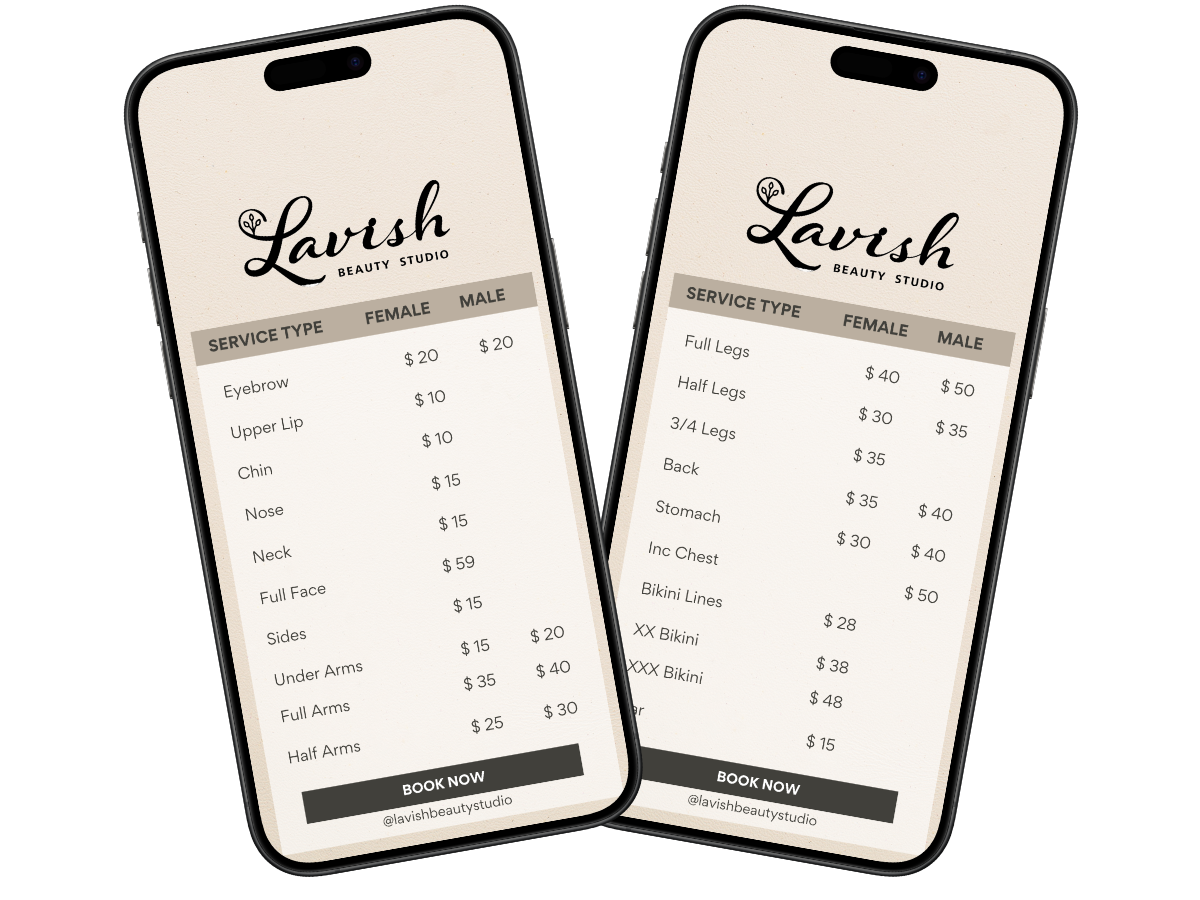 Lavish
BEAUTY STUDIO
SERVICE TYPE FEMALE MALE
Eyebrow $ 20 $ 20
Upper Lip $ 10
Chin $ 10
Nose $ 15
Neck $ 15
Full Face $ 59
Sides $ 15
Under Arms $ 15 $ 20
Full Arms $ 35 $ 40
Half Arms $ 25 $ 30
BOOK NOW
@lavishbeautystudio
Lavish
BEAUTY STUDIO
SERVICE TYPE FEMALE MALE
Full Legs $ 40 $ 50
Half Legs $ 30 $ 35
3/4 Legs $ 35
Back $ 35 $ 40
Stomach $ 30 $ 40
Inc Chest $ 50
Bikini Lines $ 28
XX Bikini $ 38
XXX Bikini $ 48
$ 15
BOOK NOW
@lavishbeautystudio